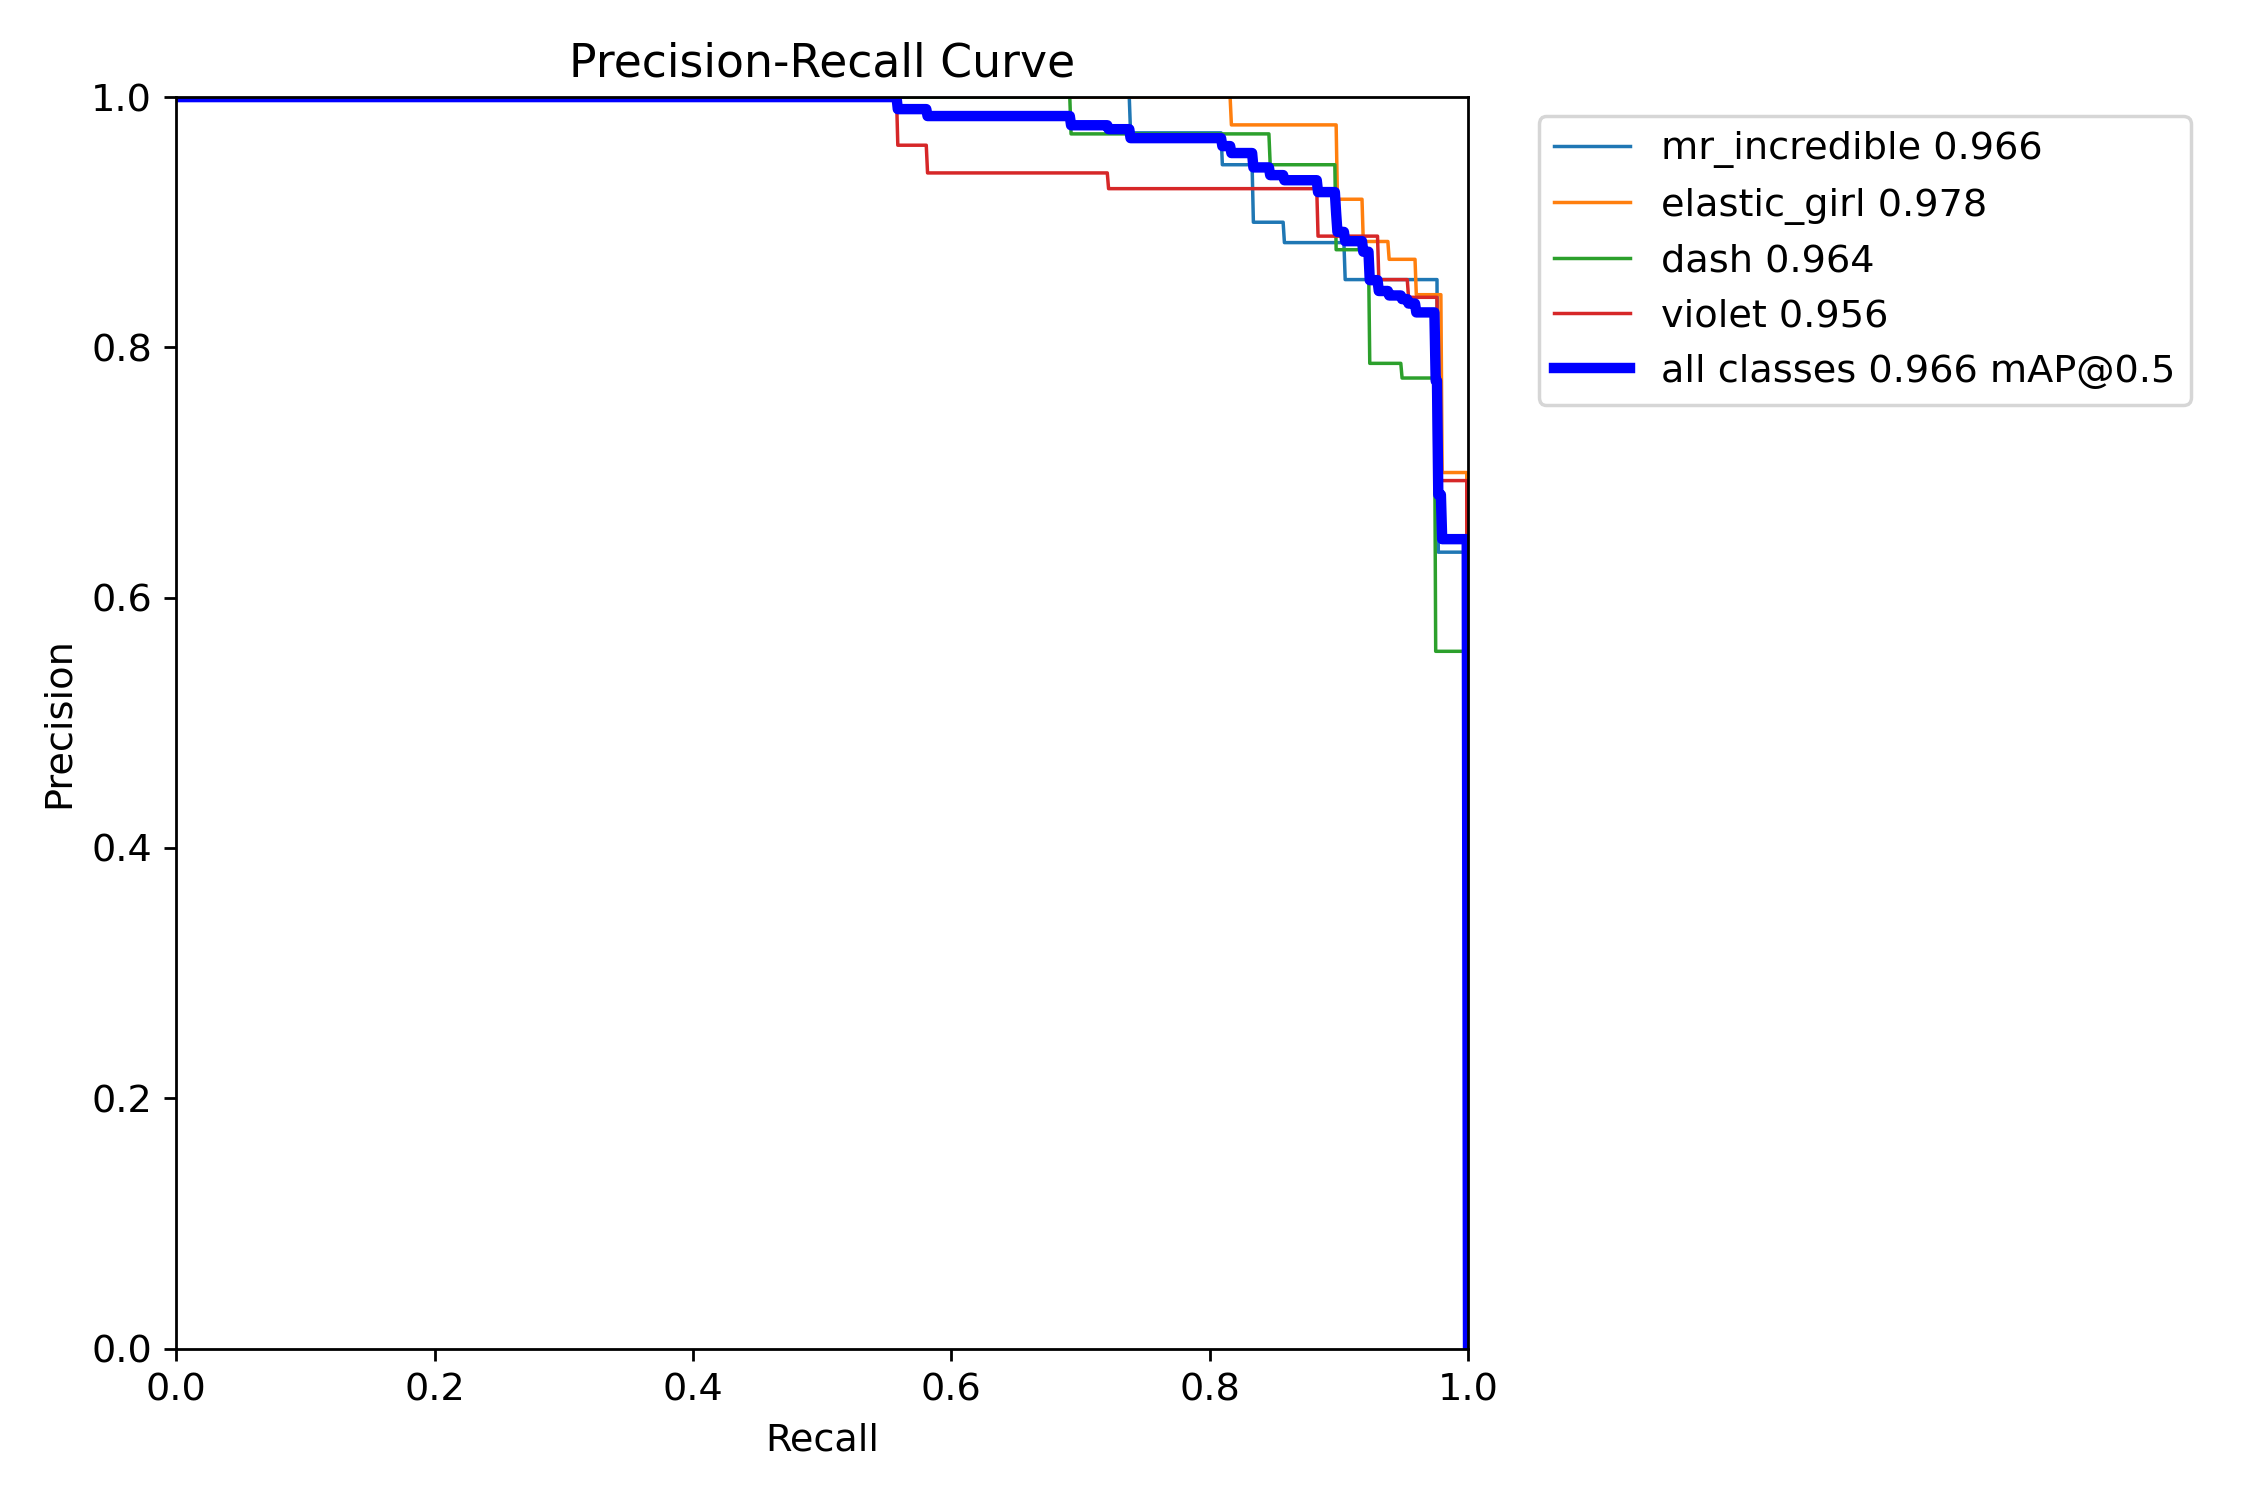 Precision-Recall Curve
1.0
0.8
0.6
0.4
0.2
0.0
Precision
0.0 0.2 0.4 0.6 0.8 1.0
Recall
mr_incredible 0.966
elastic_girl 0.978
dash 0.964
violet 0.956
all classes 0.966 mAP@0.5